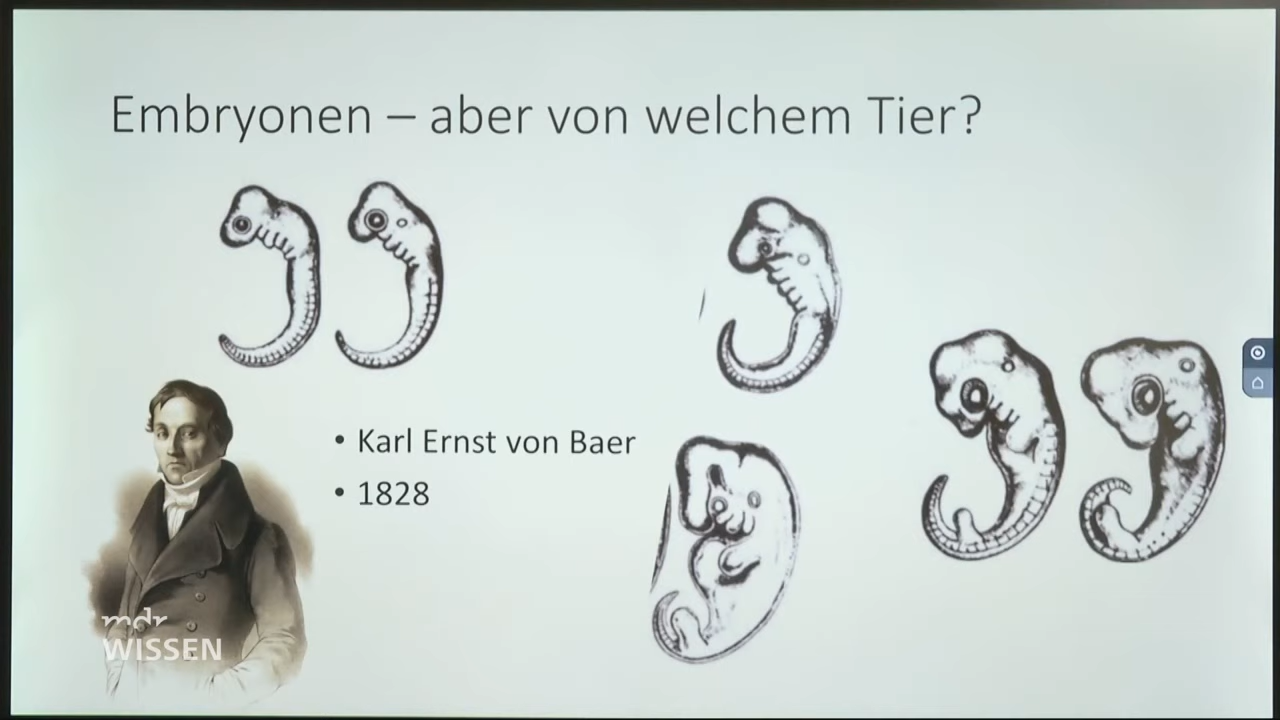 Embryonen – aber von welchem Tier?
• Karl Ernst von Baer
• 1828
mdr
WISSEN